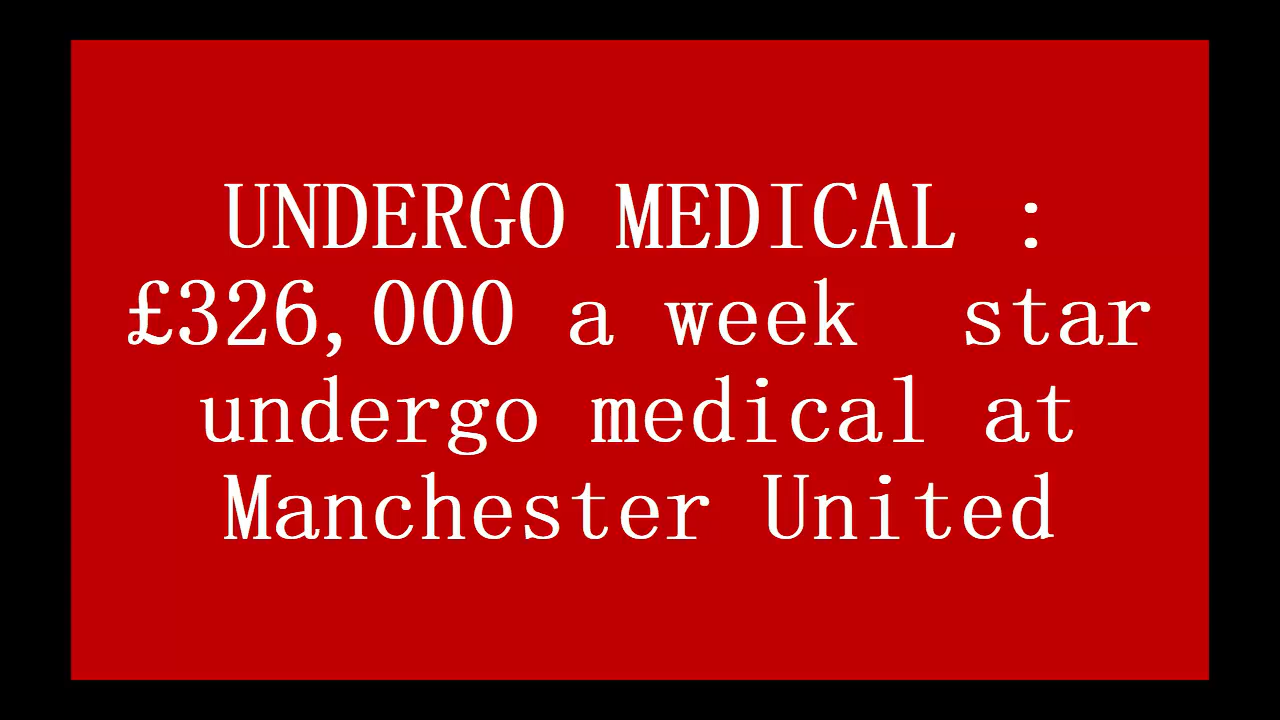 UNDERGO MEDICAL :
£326,000 a week  star
undergo medical at
Manchester United